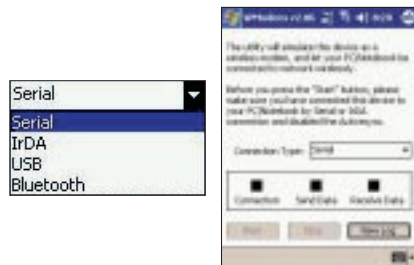 Serial
Serial
IrDA
USB
Bluetooth
The utility will emulate this device as a
wireless modem, and let your PC/Notebook be
connected to network wirelessly.
Before you press the "Start" button, please
make sure you have connected this device to
your PC/Notebook by Serial or
connection and disabled the
Connection Type: Serial
Connection Send Data Receive Data
Start Stop View Log